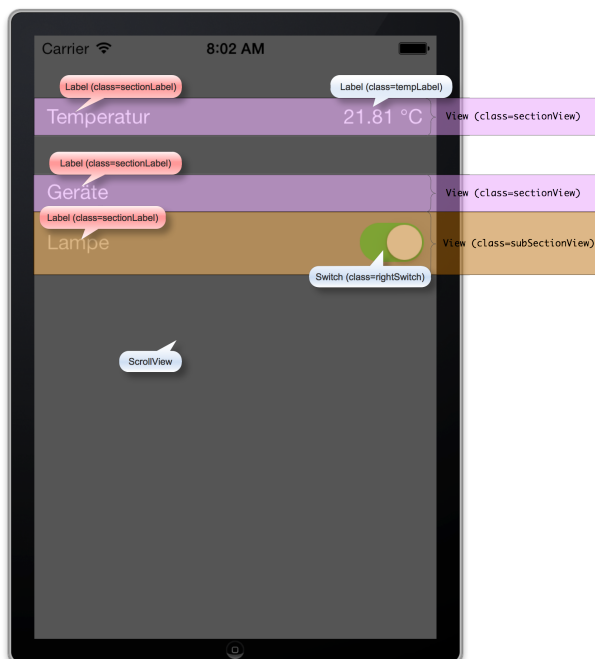 Carrier 8:02 AM
Label (class=sectionLabel) Label (class=tempLabel)
Temperatur 21.81 °C View (class=sectionView)
Label (class=sectionLabel)
Geräte View (class=sectionView)
Label (class=sectionLabel)
Lampe View (class=subSectionView)
Switch (class=rightSwitch)
ScrollView